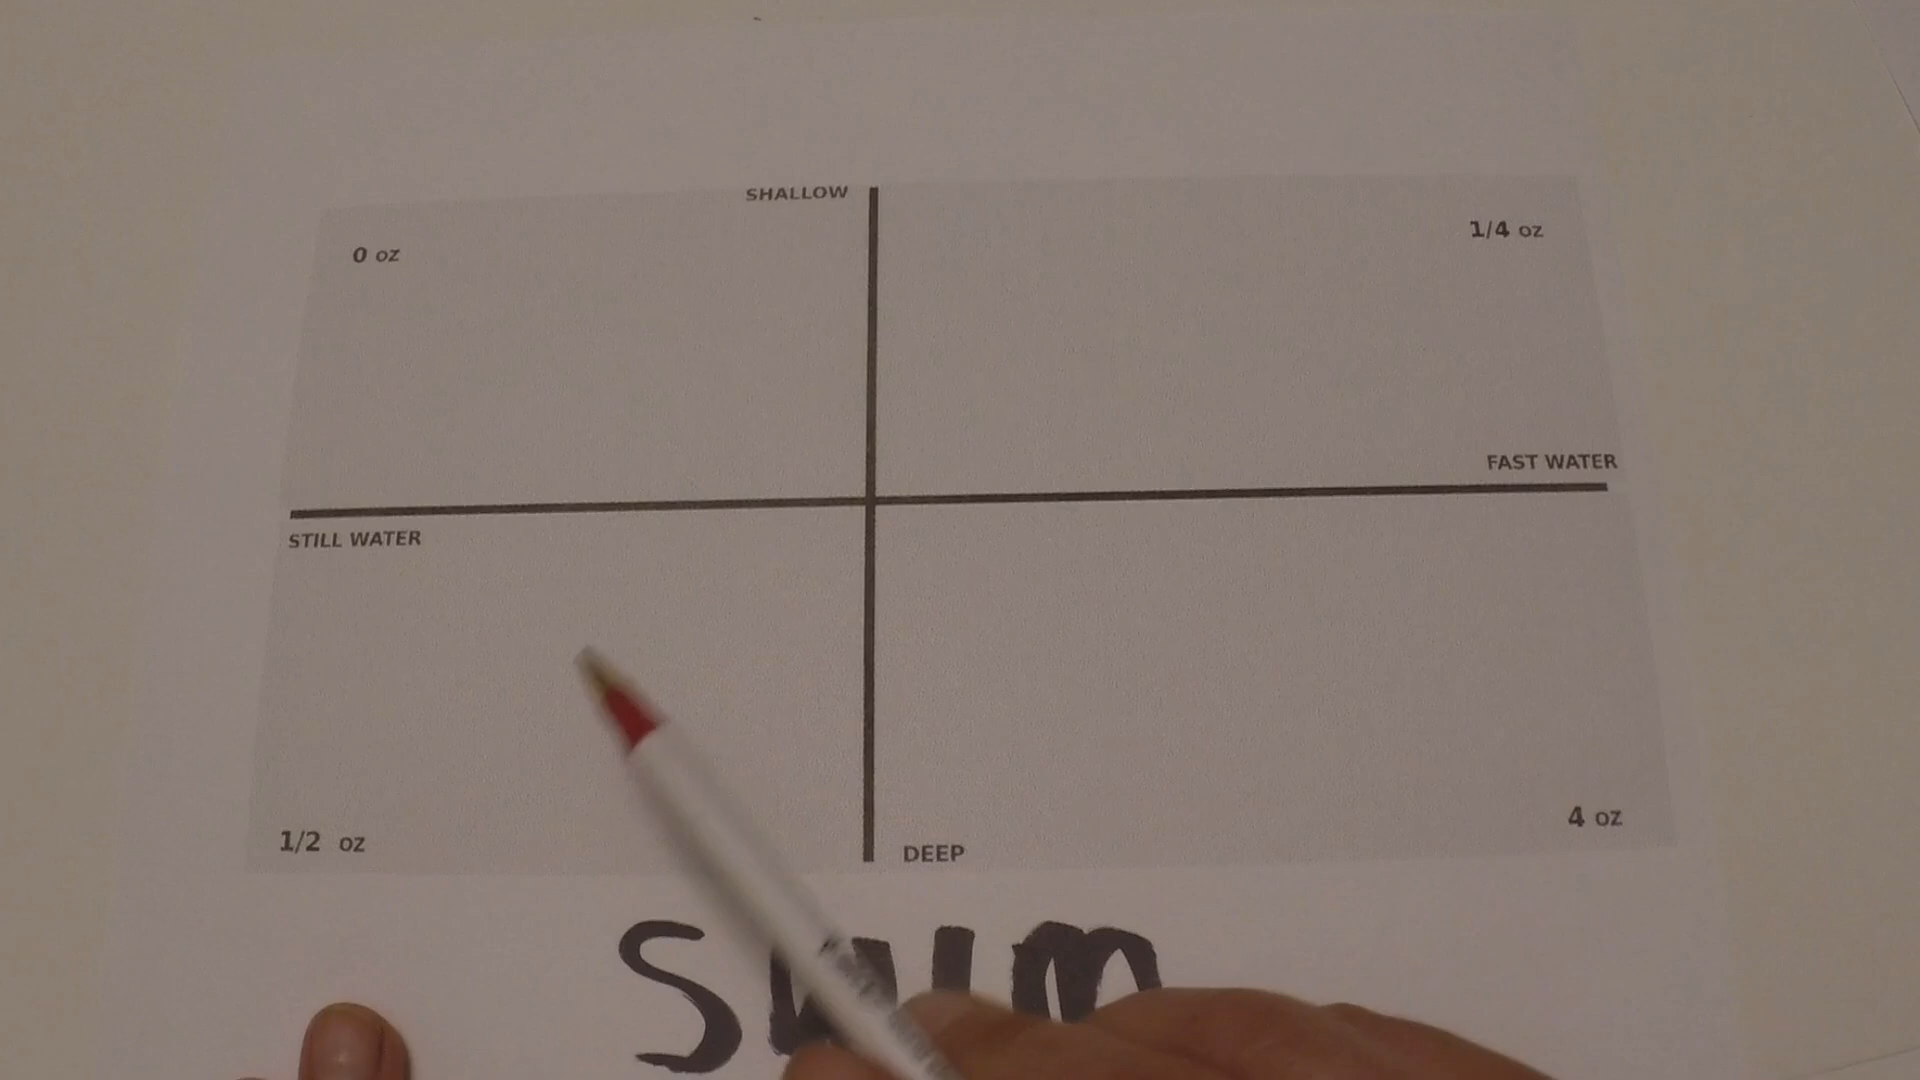 SHALLOW
0 oz
1/4 oz
FAST WATER
STILL WATER
1/2 oz
4 oz
DEEP